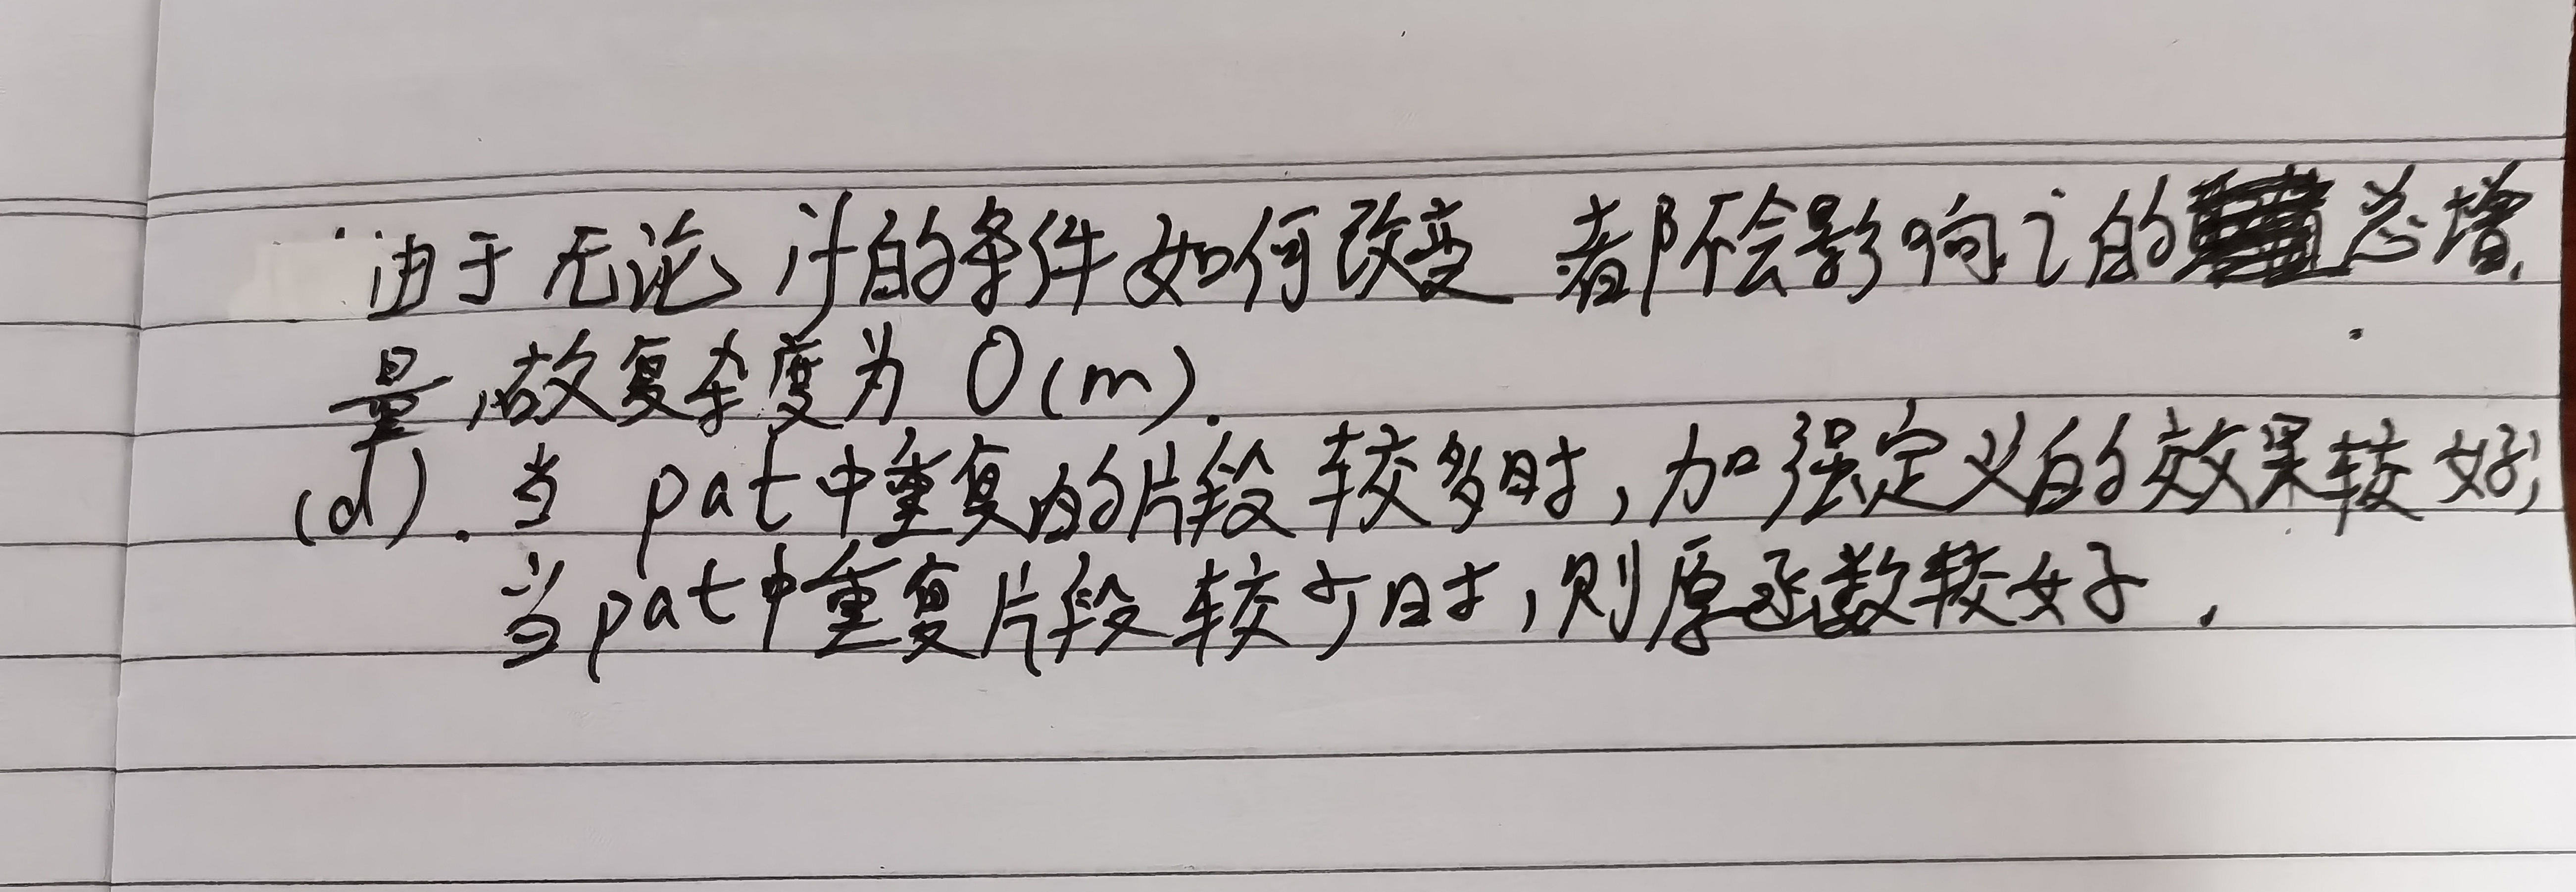 由于无论 if的条件如何改变 都不会影响i的总增
量,故复杂度为 O(m).
(d). 当 pat中重复的片段较多时,加强定义的效果较好;
当pat中重复片段较少时,则原函数较好.